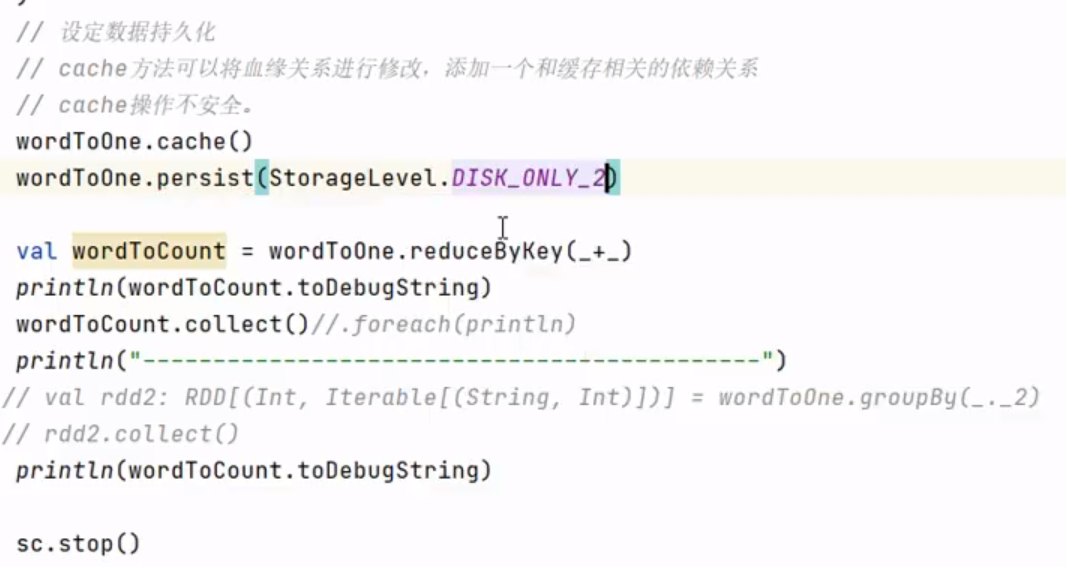 // 设定数据持久化
// cache方法可以将血缘关系进行修改，添加一个和缓存相关的依赖关系
// cache操作不安全。
wordToOne.cache()
wordToOne.persist(StorageLevel.DISK_ONLY_2)
val wordToCount = wordToOne.reduceByKey(_+_)
println(wordToCount.toDebugString)
wordToCount.collect()//.foreach(println)
println("--------------------------------------------")
// val rdd2: RDD[(Int, Iterable[(String, Int)])] = wordToOne.groupBy(_._2)
// rdd2.collect()
println(wordToCount.toDebugString)
sc.stop()